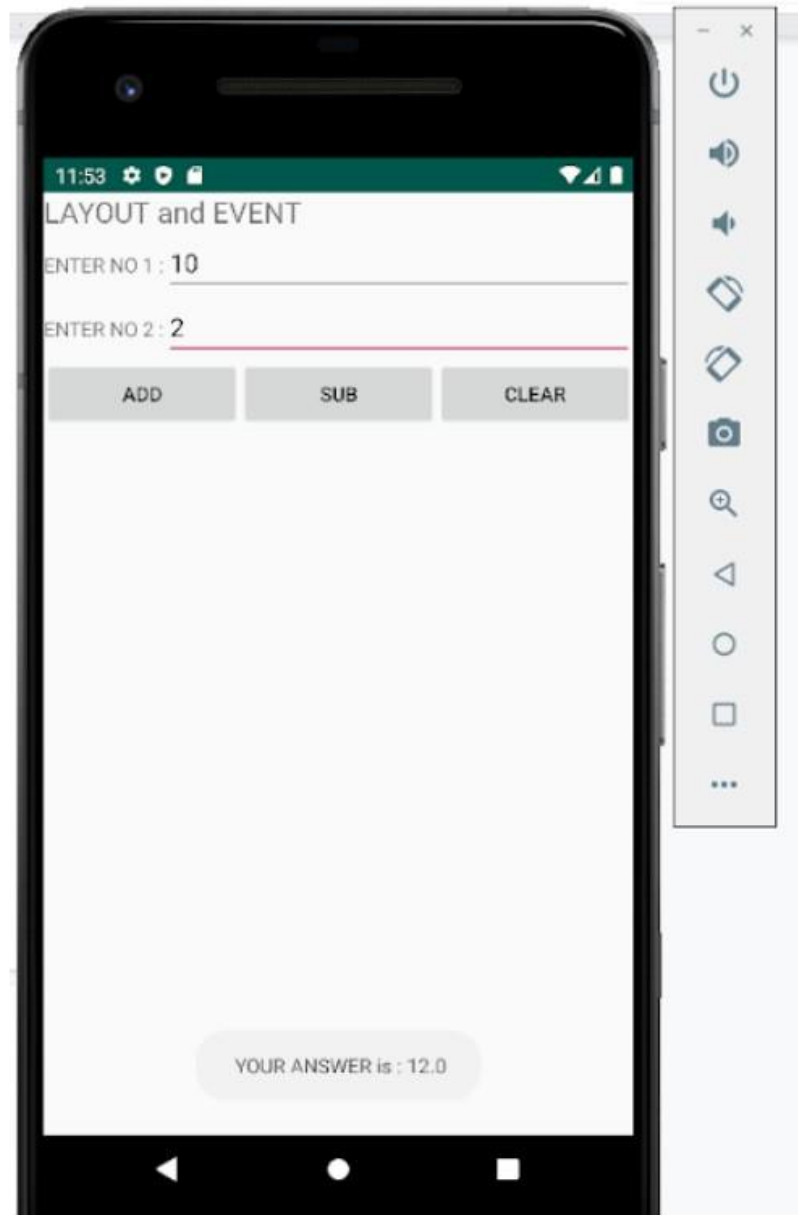 11:53
LAYOUT and EVENT
ENTER NO 1 : 10
ENTER NO 2 : 2
ADD SUB CLEAR
YOUR ANSWER is : 12.0